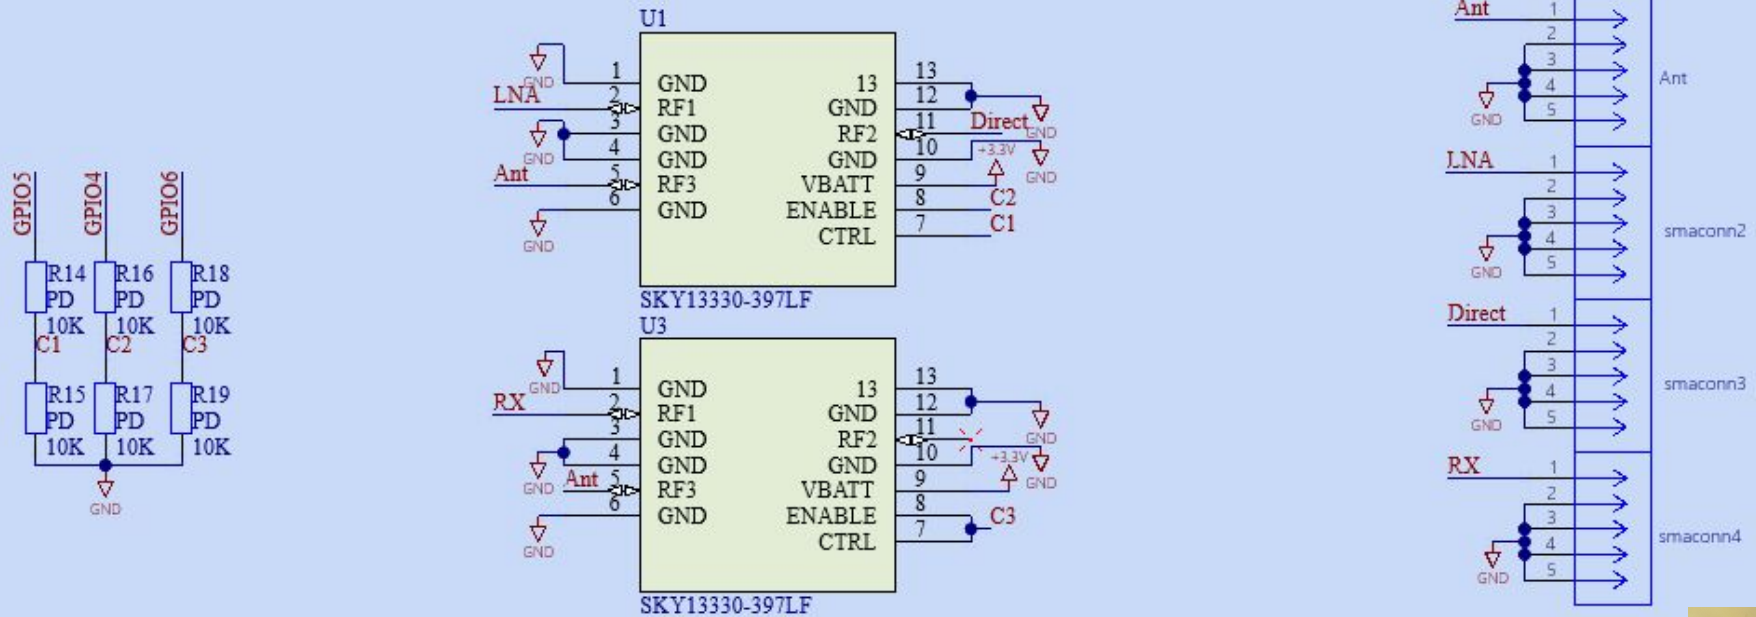 GPIO5
GPIO4
GPIO6
R14
PD
10K
C1
R16
PD
10K
C2
R18
PD
10K
C3
R15
PD
10K
R17
PD
10K
R19
PD
10K
GND
U1
GND
LNA
GND
Ant
GND
1
2
3
4
5
6
GND
RF1
GND
GND
RF3
GND
13
GND
RF2
GND
VBATT
ENABLE
CTRL
13
12
11
10
9
8
7
Direct
GND
+3.3V
GND
C2
C1
SKY13330-397LF
U3
GND
RX
GND
Ant
GND
1
2
3
4
5
6
GND
RF1
GND
GND
RF3
GND
13
GND
RF2
GND
VBATT
ENABLE
CTRL
13
12
11
10
9
8
7
GND
+3.3V
GND
C3
SKY13330-397LF
Ant
1
2
3
4
5
GND
Ant
LNA
1
2
3
4
5
GND
smaconn2
Direct
1
2
3
4
5
GND
smaconn3
RX
1
2
3
4
5
GND
smaconn4